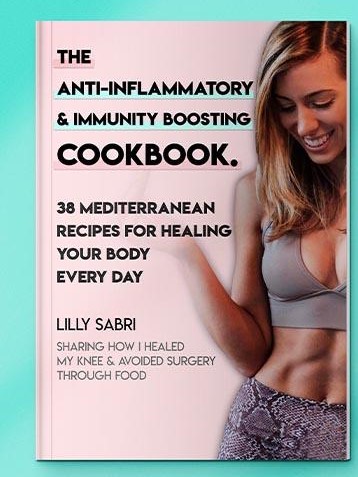 THE
ANTI-INFLAMMATORY
& IMMUNITY BOOSTING
COOKBOOK.
38 MEDITERRANEAN
RECIPES FOR HEALING
YOUR BODY
EVERY DAY
LILLY SABRI
SHARING HOW I HEALED
MY KNEE & AVOIDED SURGERY
THROUGH FOOD